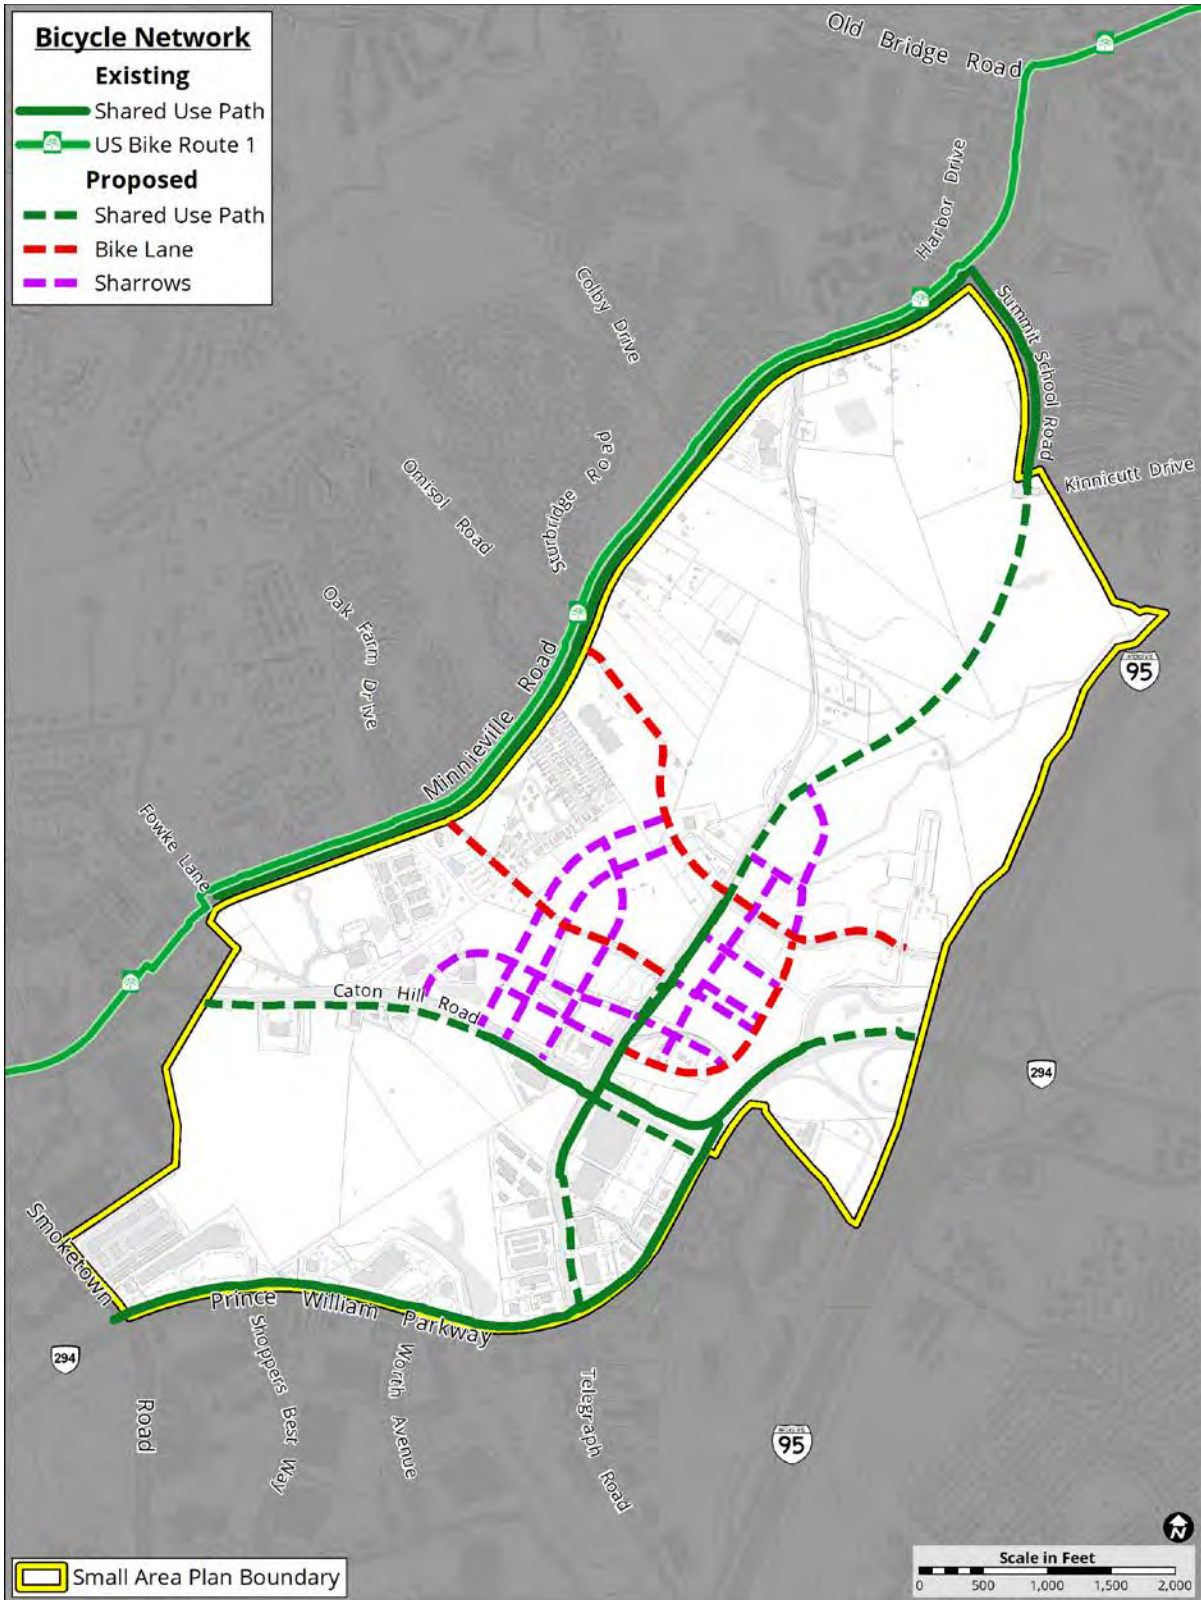 Bicycle Network
Existing
Shared Use Path
US Bike Route 1
Proposed
Shared Use Path
Bike Lane
Sharrows
Old Bridge Road
Harbor Drive
Colby Drive
Summit School Road
Sturbridge Road
Omisol Road
Kinnicutt Drive
Oak Farm Drive
Minnieville Road
95
Fowke Lane
Caton Hill Road
294
Smoketown
Road
Prince William Parkway
294
Shoppers Best Way
Worth Avenue
Telegraph Road
95
N
Small Area Plan Boundary
Scale in Feet
0 500 1,000 1,500 2,000